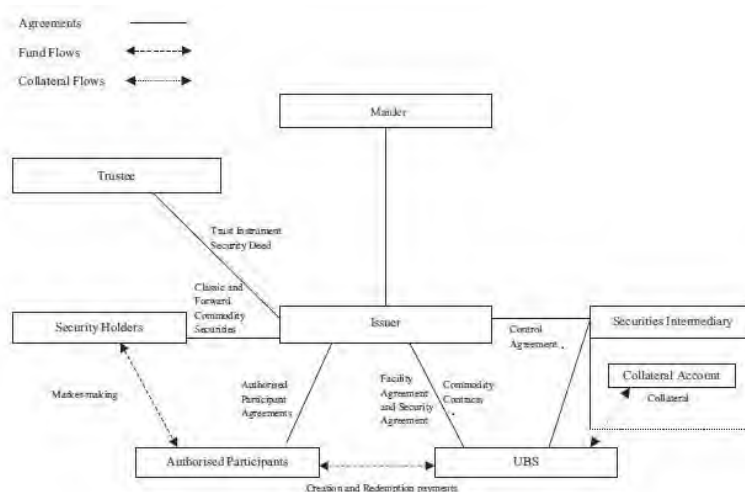 Agreements
Fund Flows
Collateral Flows
Marder
Trustee
Trust Instrument
Security Deed
Classic and
Forward
Commodity
Securities
Security Holders
Issuer
Securities Intermediary
Control
Agreement
Collateral Account
Collateral
Market-making
Authorised
Participant
Agreements
Facility
Agreement
and Security
Agreement
Commodity
Contracts
Authorised Participants
UBS
Creation and Redemption payments